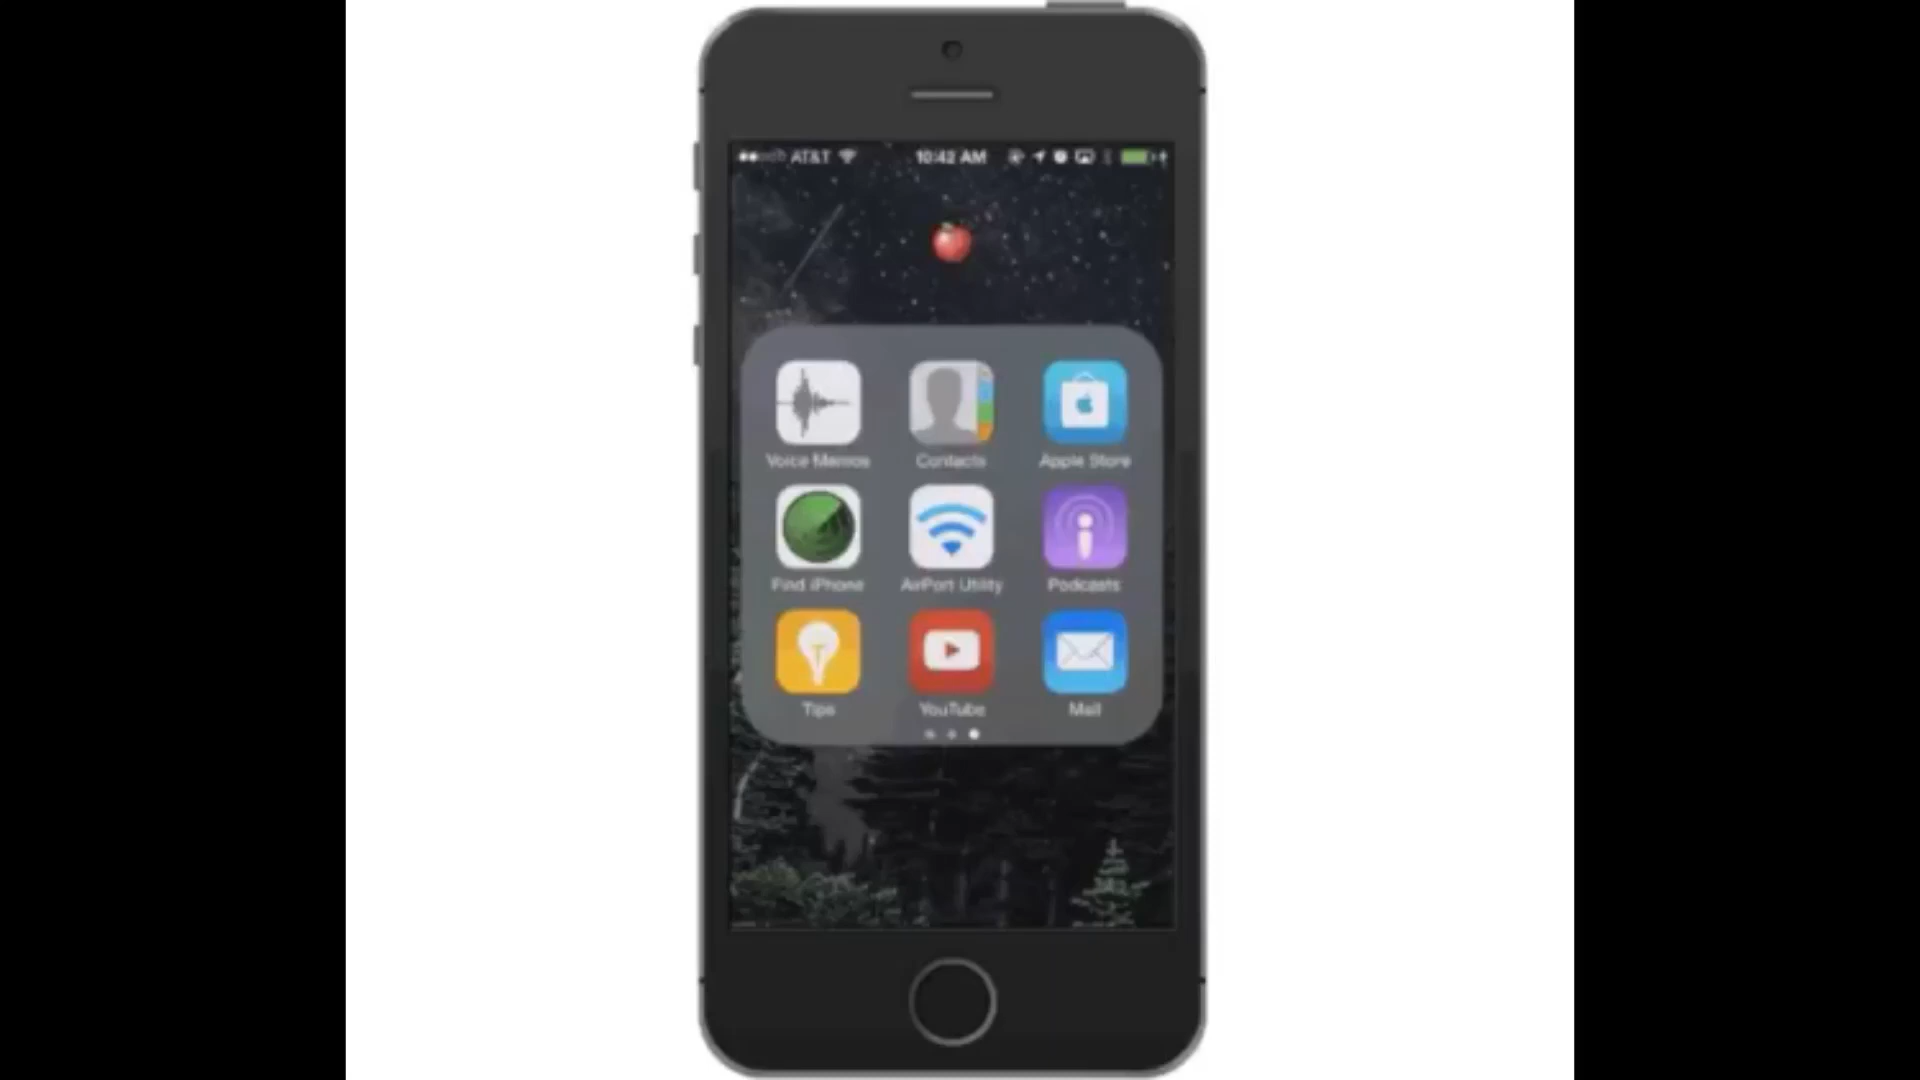 AT&T 10:42 AM
Voice Memos Contacts Apple Store
Find iPhone AirPort Utility Podcasts
Tips YouTube Mail